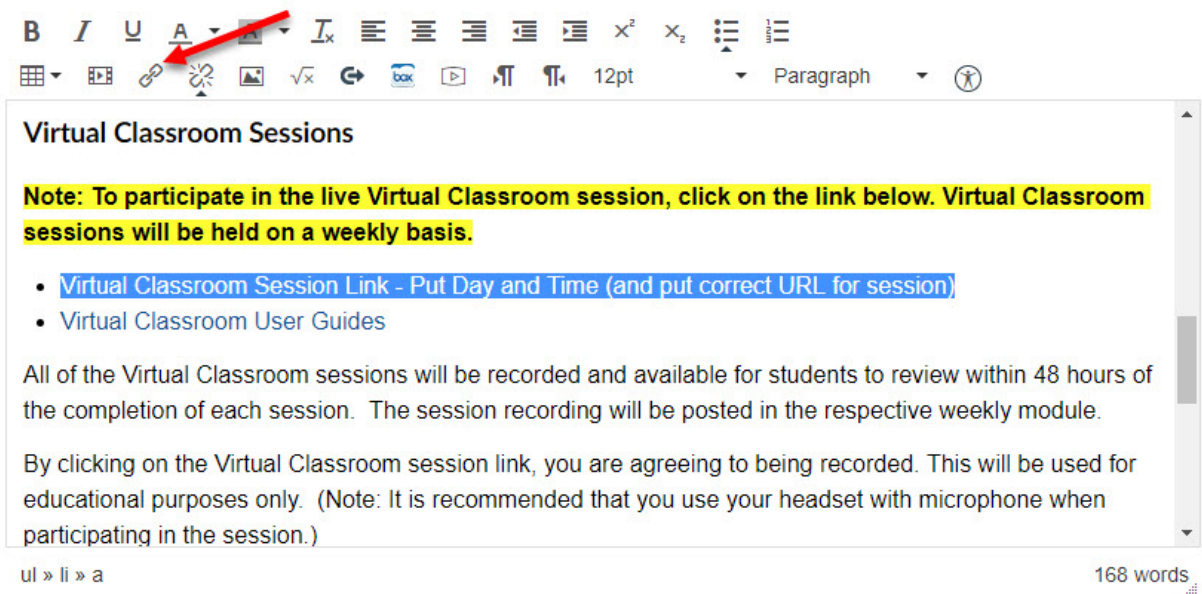 B I U A A Ix x² x₂
√x box 12pt Paragraph
Virtual Classroom Sessions
Note: To participate in the live Virtual Classroom session, click on the link below. Virtual Classroom
sessions will be held on a weekly basis.
• Virtual Classroom Session Link - Put Day and Time (and put correct URL for session)
• Virtual Classroom User Guides
All of the Virtual Classroom sessions will be recorded and available for students to review within 48 hours of
the completion of each session.  The session recording will be posted in the respective weekly module.
By clicking on the Virtual Classroom session link, you are agreeing to being recorded. This will be used for
educational purposes only.  (Note: It is recommended that you use your headset with microphone when
participating in the session.)
ul » li » a 168 words